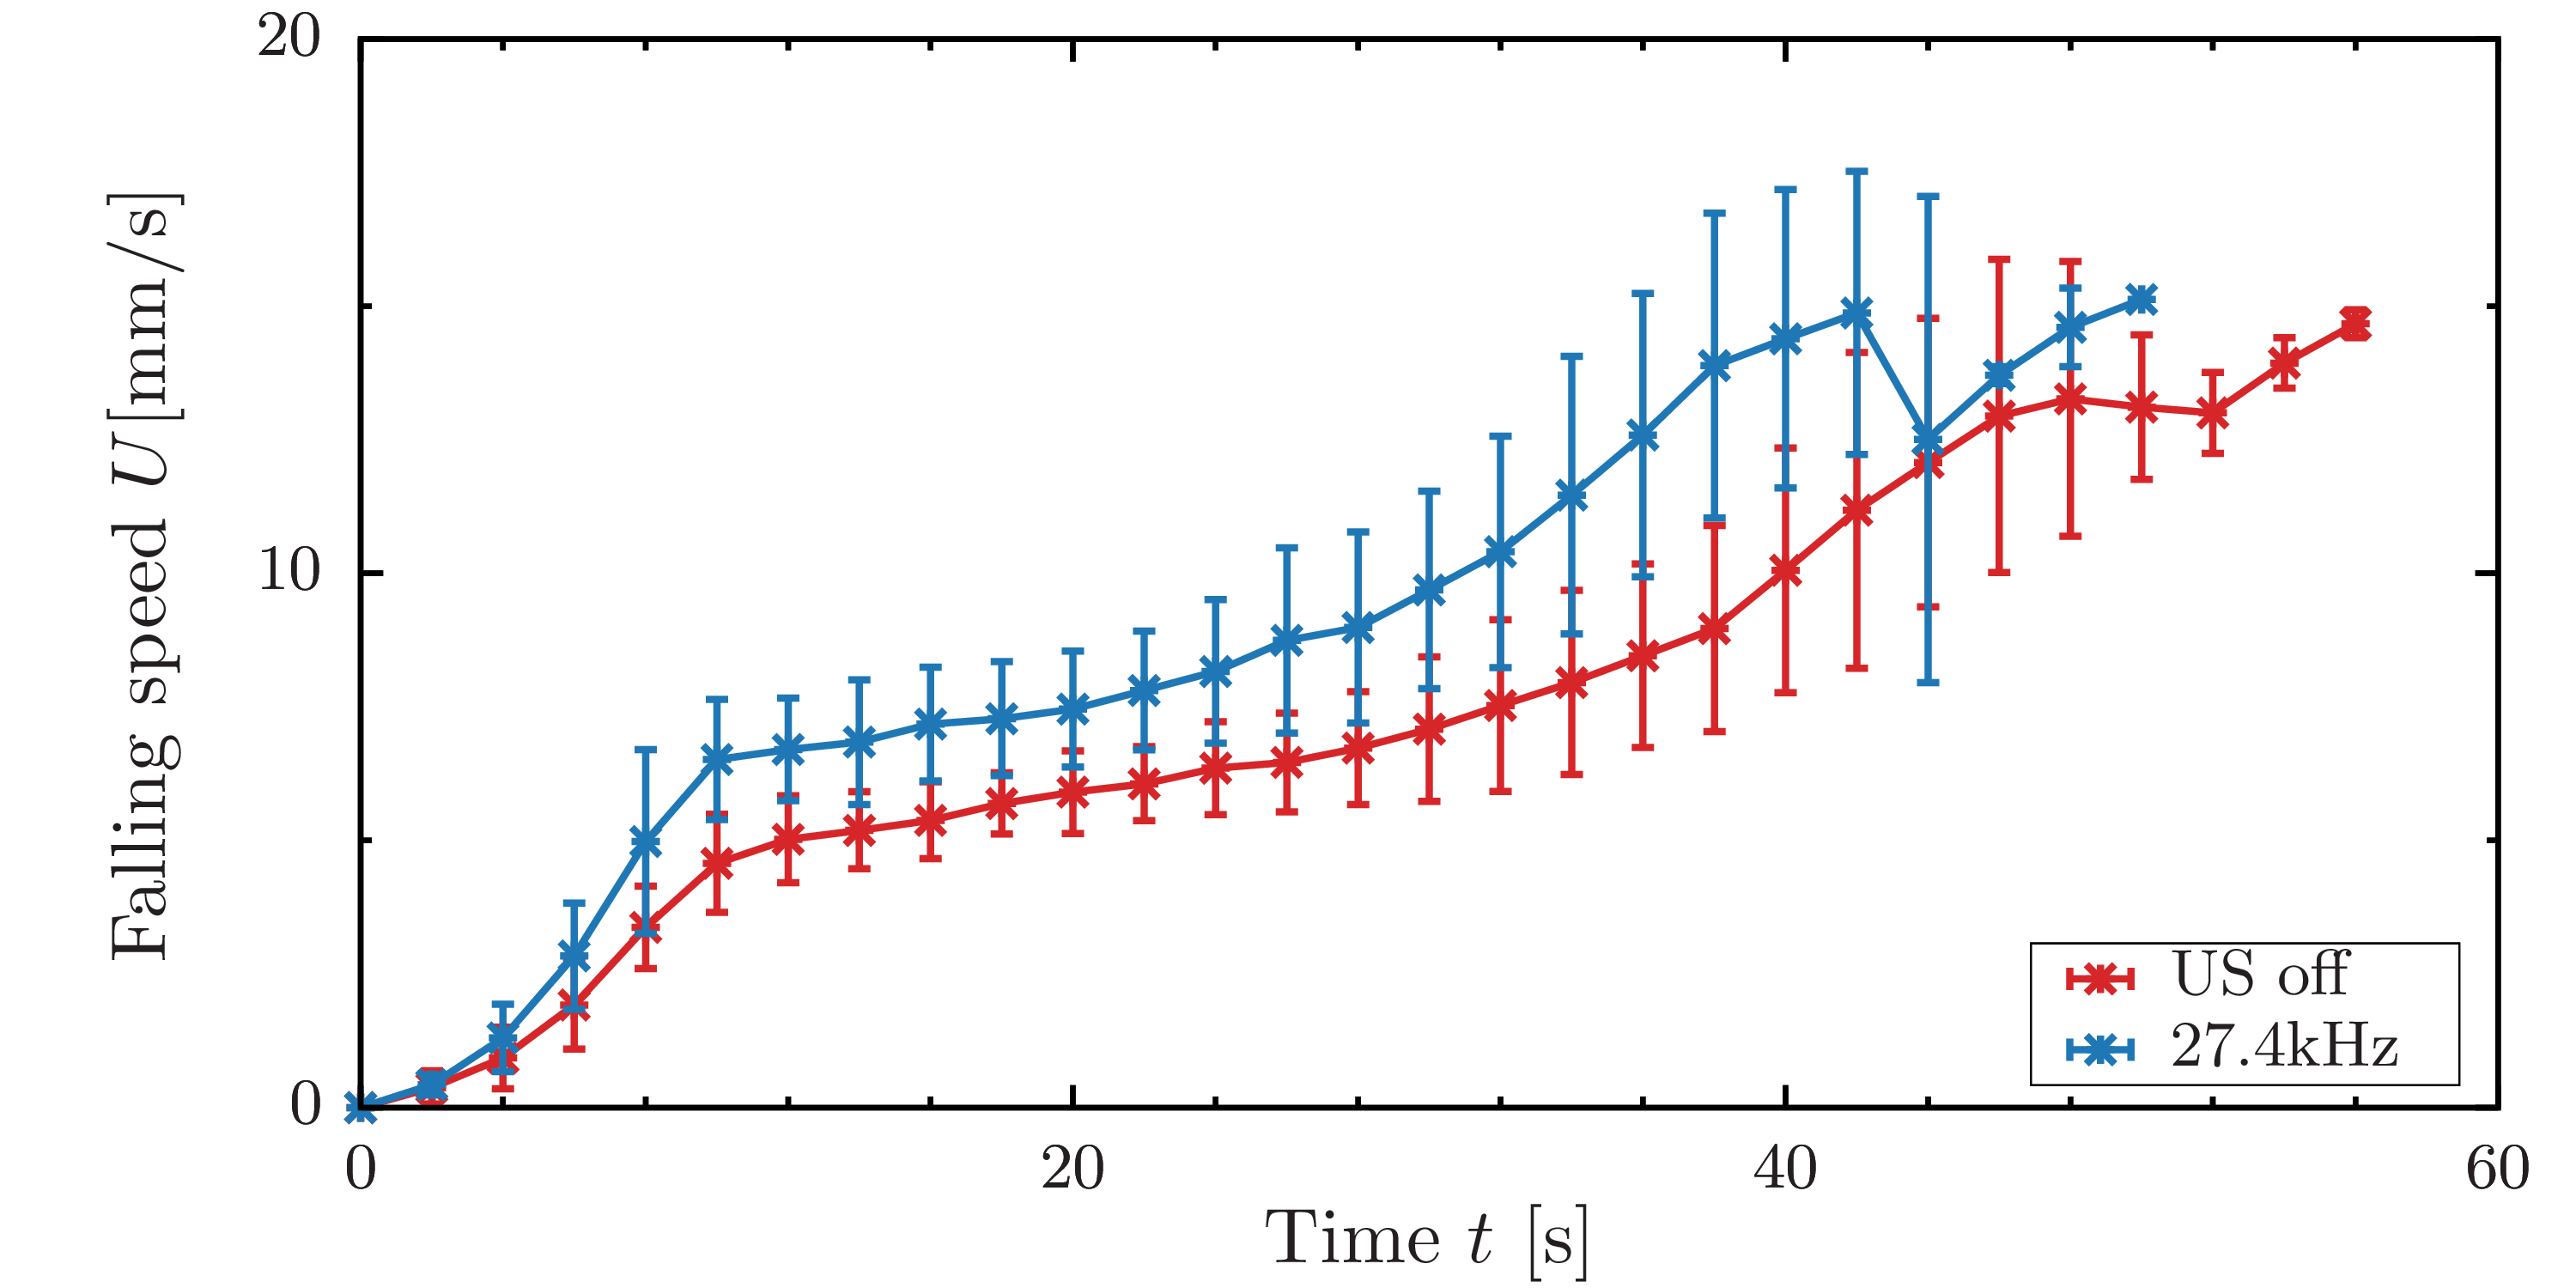 Falling speed U[mm/s]
20
10
0
0 20 40 60
Time t [s]
US off
27.4kHz